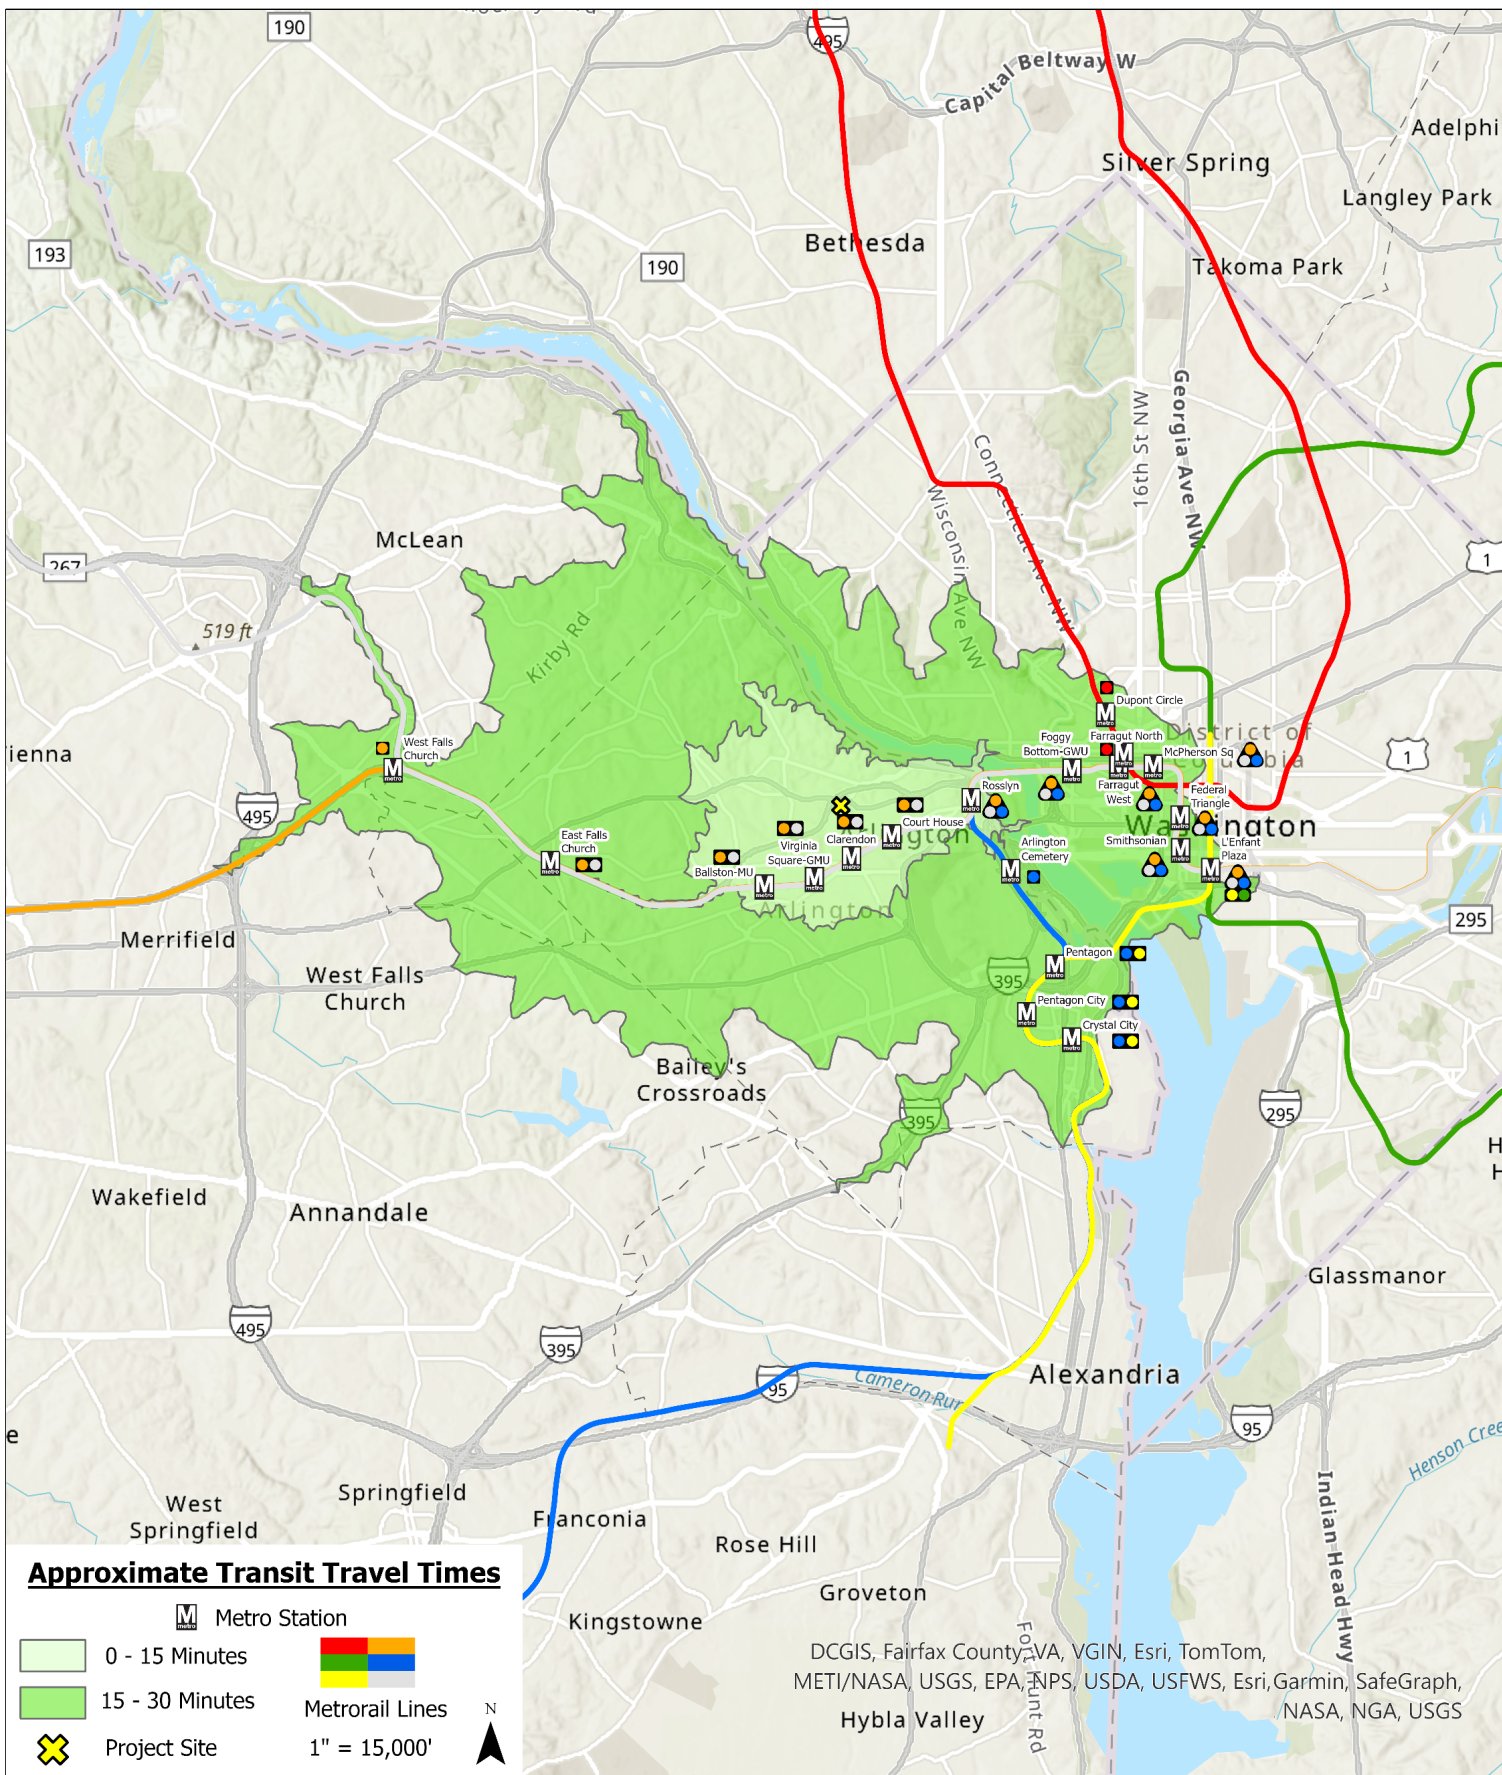 190
495
Capital Beltway W
Adelphi
Silver Spring
Langley Park
193
Bethesda
190
Takoma Park
Georgia Ave NW
16th St NW
Connecticut Ave NW
Wisconsin Ave NW
McLean
267
1
519 ft
Kirby Rd
Dupont Circle
District of
Columbia
ienna
West Falls
Church
Foggy
Bottom-GWU
Farragut North
McPherson Sq
1
Rosslyn
Farragut
West
Federal
Triangle
495
Washington
Court House
Arlington
Clarendon
Virginia
Square-GMU
East Falls
Church
Ballston-MU
Arlington
Cemetery
Smithsonian
L'Enfant
Plaza
Arlington
295
Merrifield
West Falls
Church
Pentagon
395
Pentagon City
Crystal City
Bailey's
Crossroads
395
295
H
H
Wakefield
Annandale
Glassmanor
495
395
95
Cameron Run
Alexandria
95
e
Henson Cree
Springfield
West
Springfield
Franconia
Rose Hill
Indian Head Hwy
Groveton
Kingstowne
Fort Hunt Rd
Hybla Valley
Approximate Transit Travel Times
M metro Metro Station
0 - 15 Minutes
15 - 30 Minutes
Metrorail Lines
Project Site
1" = 15,000'
N
DCGIS, Fairfax County, VA, VGIN, Esri, TomTom,
METI/NASA, USGS, EPA, NPS, USDA, USFWS, Esri, Garmin, SafeGraph,
NASA, NGA, USGS